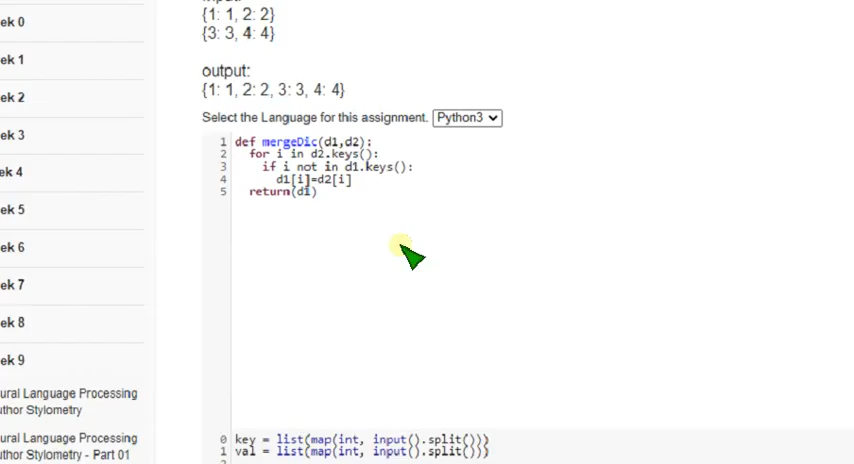 {1: 1, 2: 2}
{3: 3, 4: 4}
output:
{1: 1, 2: 2, 3: 3, 4: 4}
Select the Language for this assignment. Python3
1 def mergeDic(d1,d2):
2 for i in d2.keys():
3 if i not in d1.keys():
4 d1[i]=d2[i]
5 return(d1)
0 key = list(map(int, input().split()))
1 val = list(map(int, input().split()))
ek 0
ek 1
ek 2
ek 3
ek 4
ek 5
ek 6
ek 7
ek 8
ek 9
ural Language Processing
uthor Stylometry
ural Language Processing
uthor Stylometry - Part 01